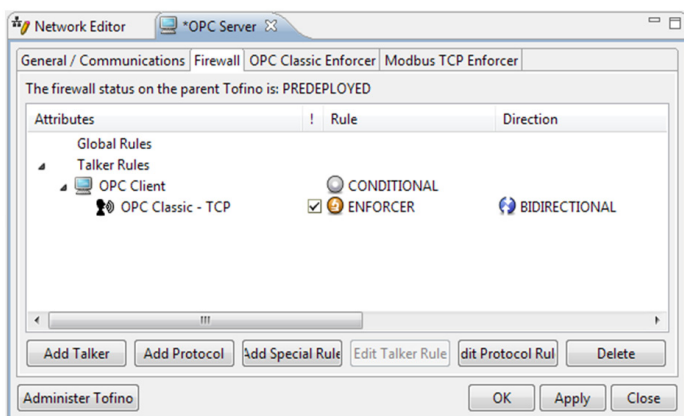 Network Editor *OPC Server
General / Communications Firewall OPC Classic Enforcer Modbus TCP Enforcer
The firewall status on the parent Tofino is: PREDEPLOYED
Attributes ! Rule Direction
Global Rules
Talker Rules
OPC Client CONDITIONAL
OPC Classic - TCP ENFORCER BIDIRECTIONAL
Add Talker Add Protocol Add Special Rule Edit Talker Rule dit Protocol Rul Delete
Administer Tofino OK Apply Close